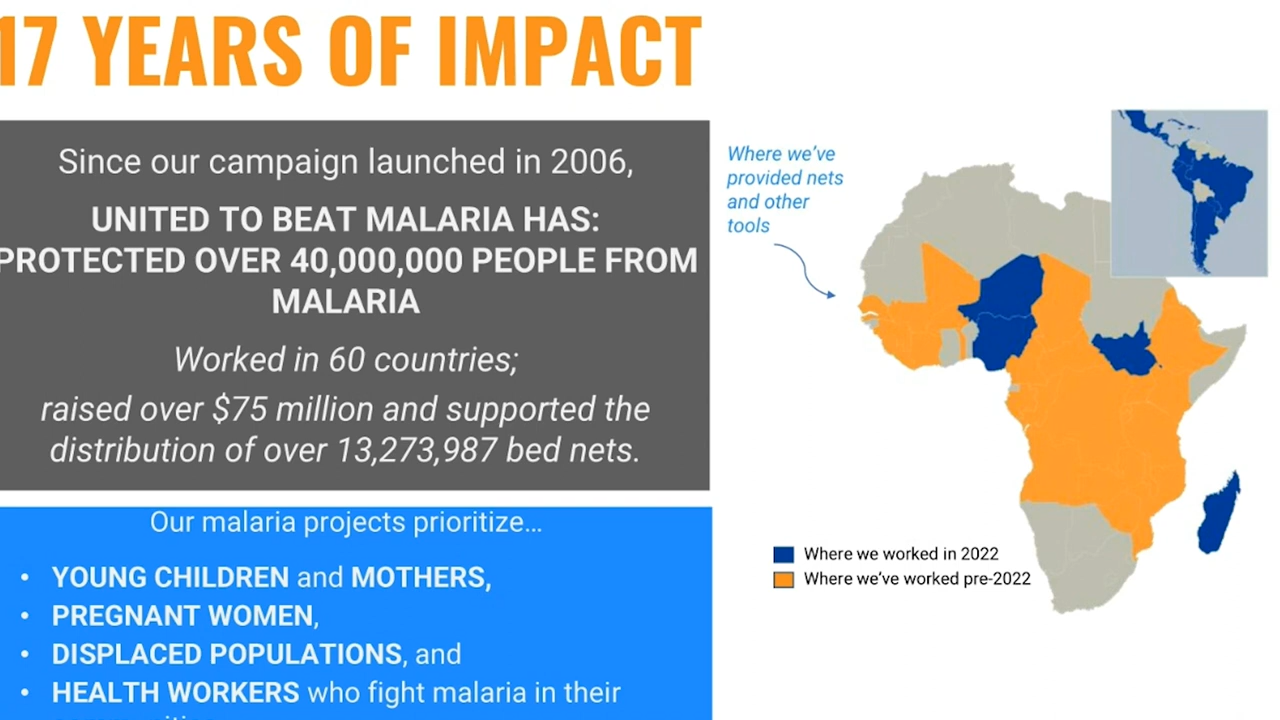 17 YEARS OF IMPACT
Since our campaign launched in 2006,
UNITED TO BEAT MALARIA HAS:
PROTECTED OVER 40,000,000 PEOPLE FROM
MALARIA
Worked in 60 countries;
raised over $75 million and supported the
distribution of over 13,273,987 bed nets.
Our malaria projects prioritize…
• YOUNG CHILDREN and MOTHERS,
• PREGNANT WOMEN,
• DISPLACED POPULATIONS, and
• HEALTH WORKERS who fight malaria in their
Where we've
provided nets
and other
tools
Where we worked in 2022
Where we've worked pre-2022